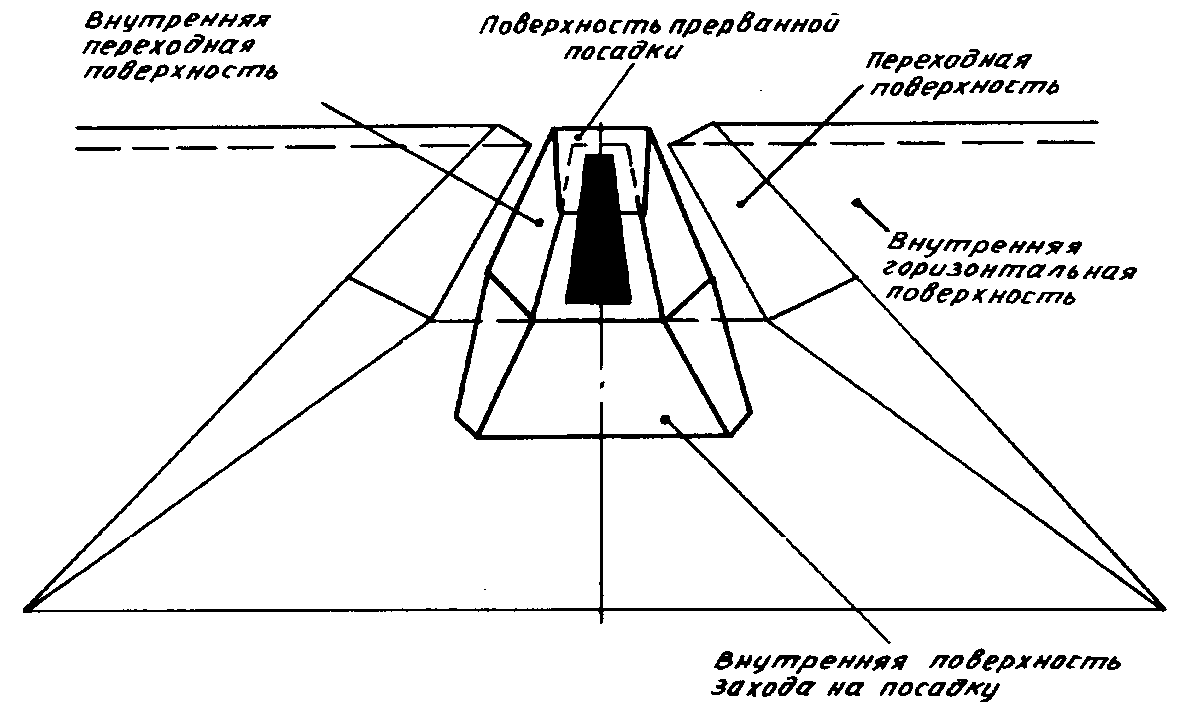 Внутренняя
переходная
поверхность
Поверхность прерванной
посадки
Переходная
поверхность
Внутренняя
горизонтальная
поверхность
Внутренняя поверхность
захода на посадку